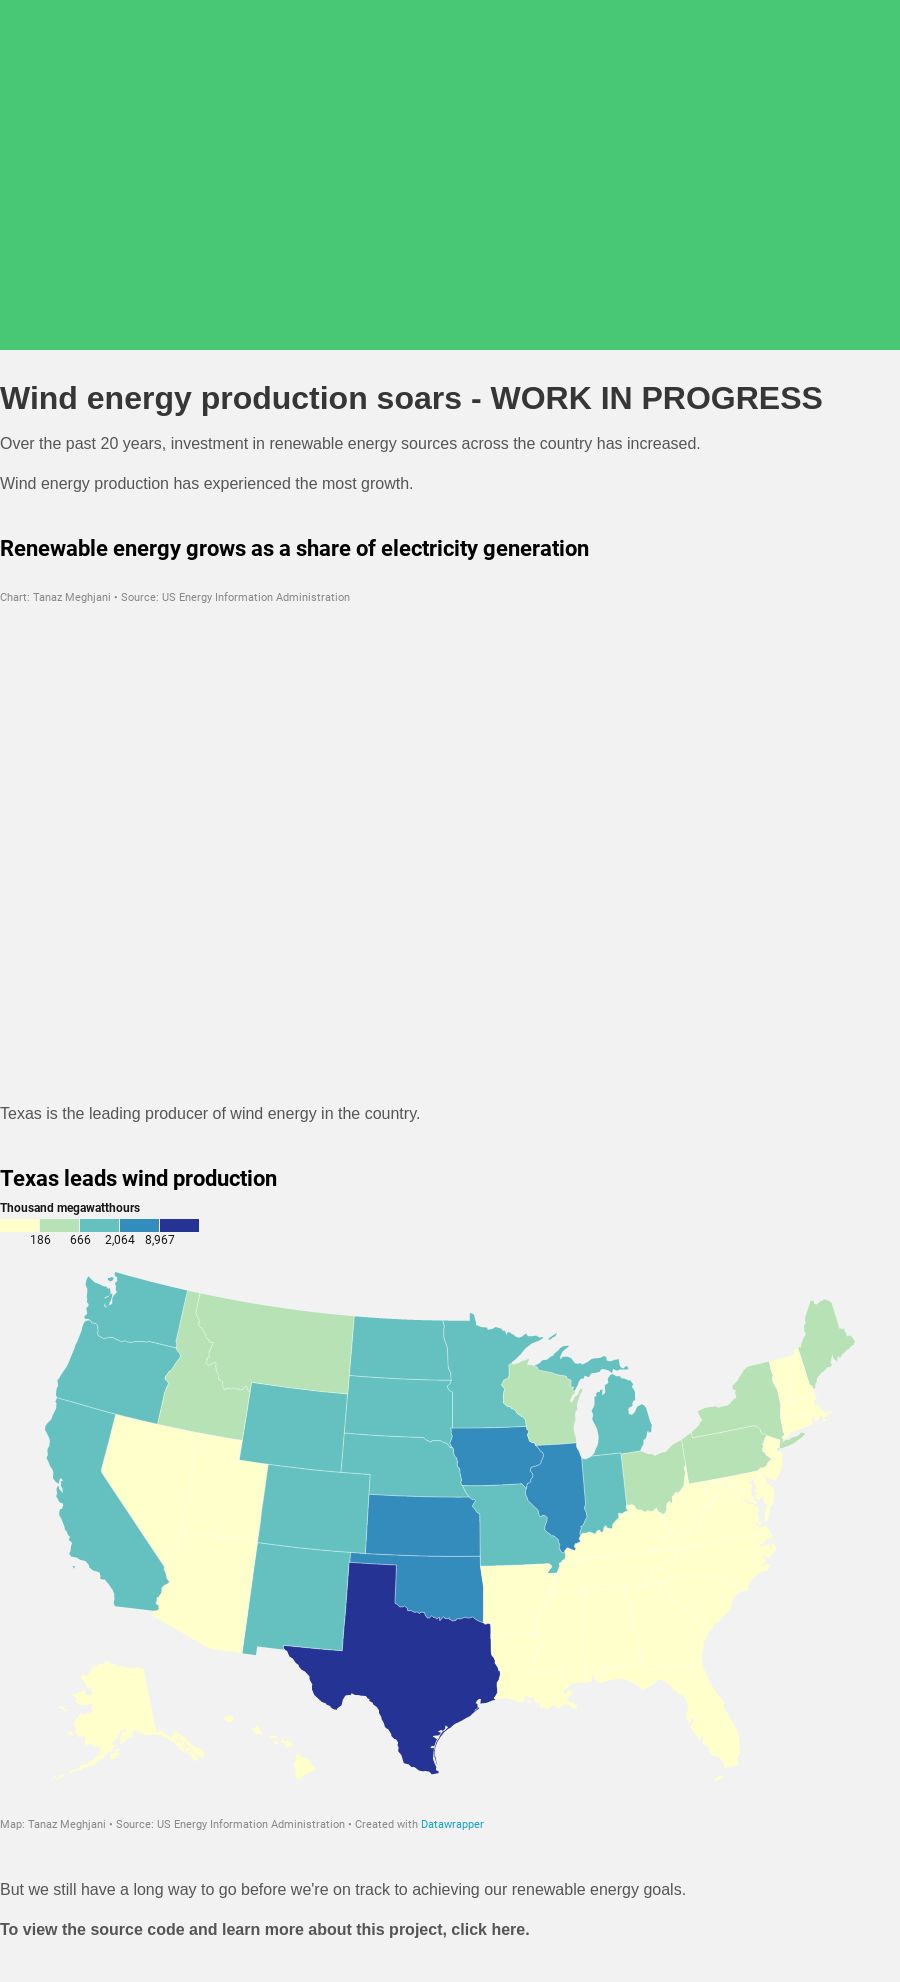 Wind energy production soars - WORK IN PROGRESS
Over the past 20 years, investment in renewable energy sources across the country has increased.
Wind energy production has experienced the most growth.
Renewable energy grows as a share of electricity generation
Chart: Tanaz Meghjani • Source: US Energy Information Administration
Texas is the leading producer of wind energy in the country.
Texas leads wind production
Thousand megawatthours
186 666 2,064 8,967
Map: Tanaz Meghjani • Source: US Energy Information Administration • Created with Datawrapper
But we still have a long way to go before we're on track to achieving our renewable energy goals.
To view the source code and learn more about this project, click here.